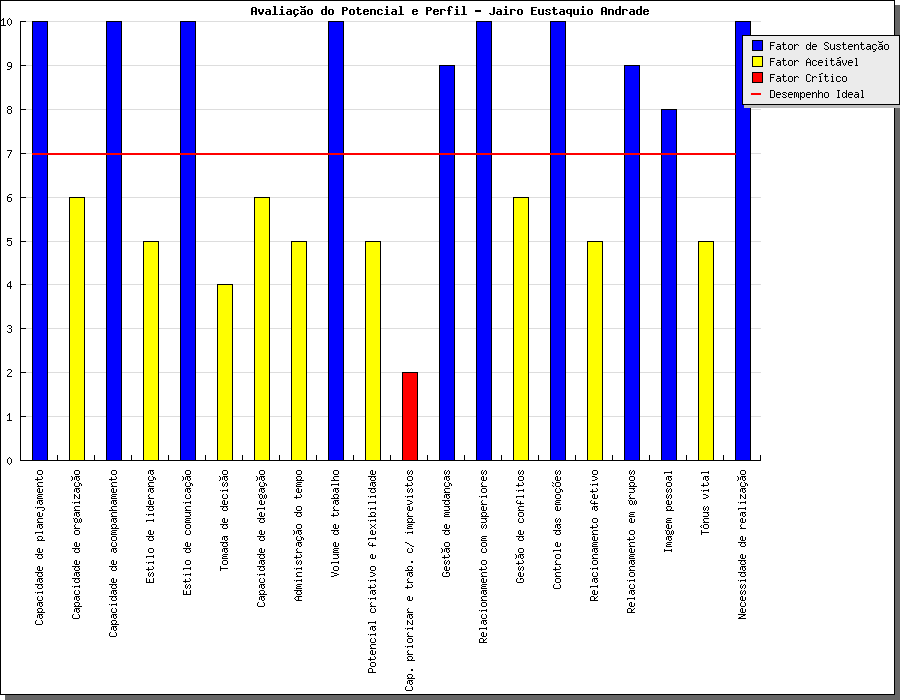 Avaliação do Potencial e Perfil - Jairo Eustaquio Andrade
10
9
8
7
6
5
4
3
2
1
0
Fator de Sustentação
Fator Aceitável
Fator Crítico
Desempenho Ideal
Capacidade de planejamento
Capacidade de organização
Capacidade de acompanhamento
Estilo de liderança
Estilo de comunicação
Tomada de decisão
Capacidade de delegação
Administração do tempo
Volume de trabalho
Potencial criativo e flexibilidade
Cap. priorizar e trab. c/ imprevistos
Gestão de mudanças
Relacionamento com superiores
Gestão de conflitos
Controle das emoções
Relacionamento afetivo
Relacionamento em grupos
Imagem pessoal
Tônus vital
Necessidade de realização